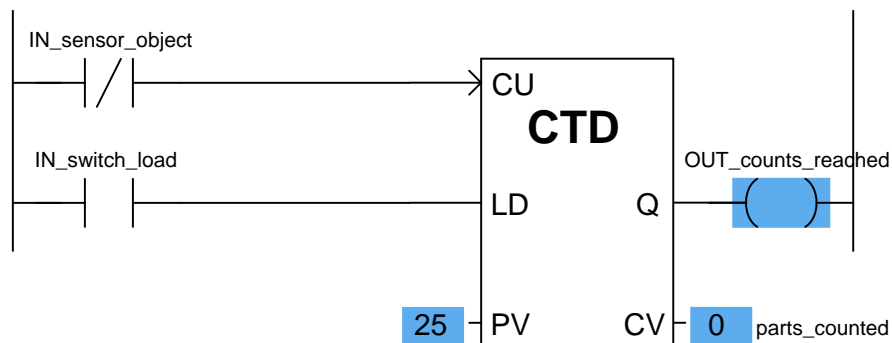 IN_sensor_object
CU
CTD
IN_switch_load
OUT_counts_reached
LD
Q
25
PV
CV
0
parts_counted